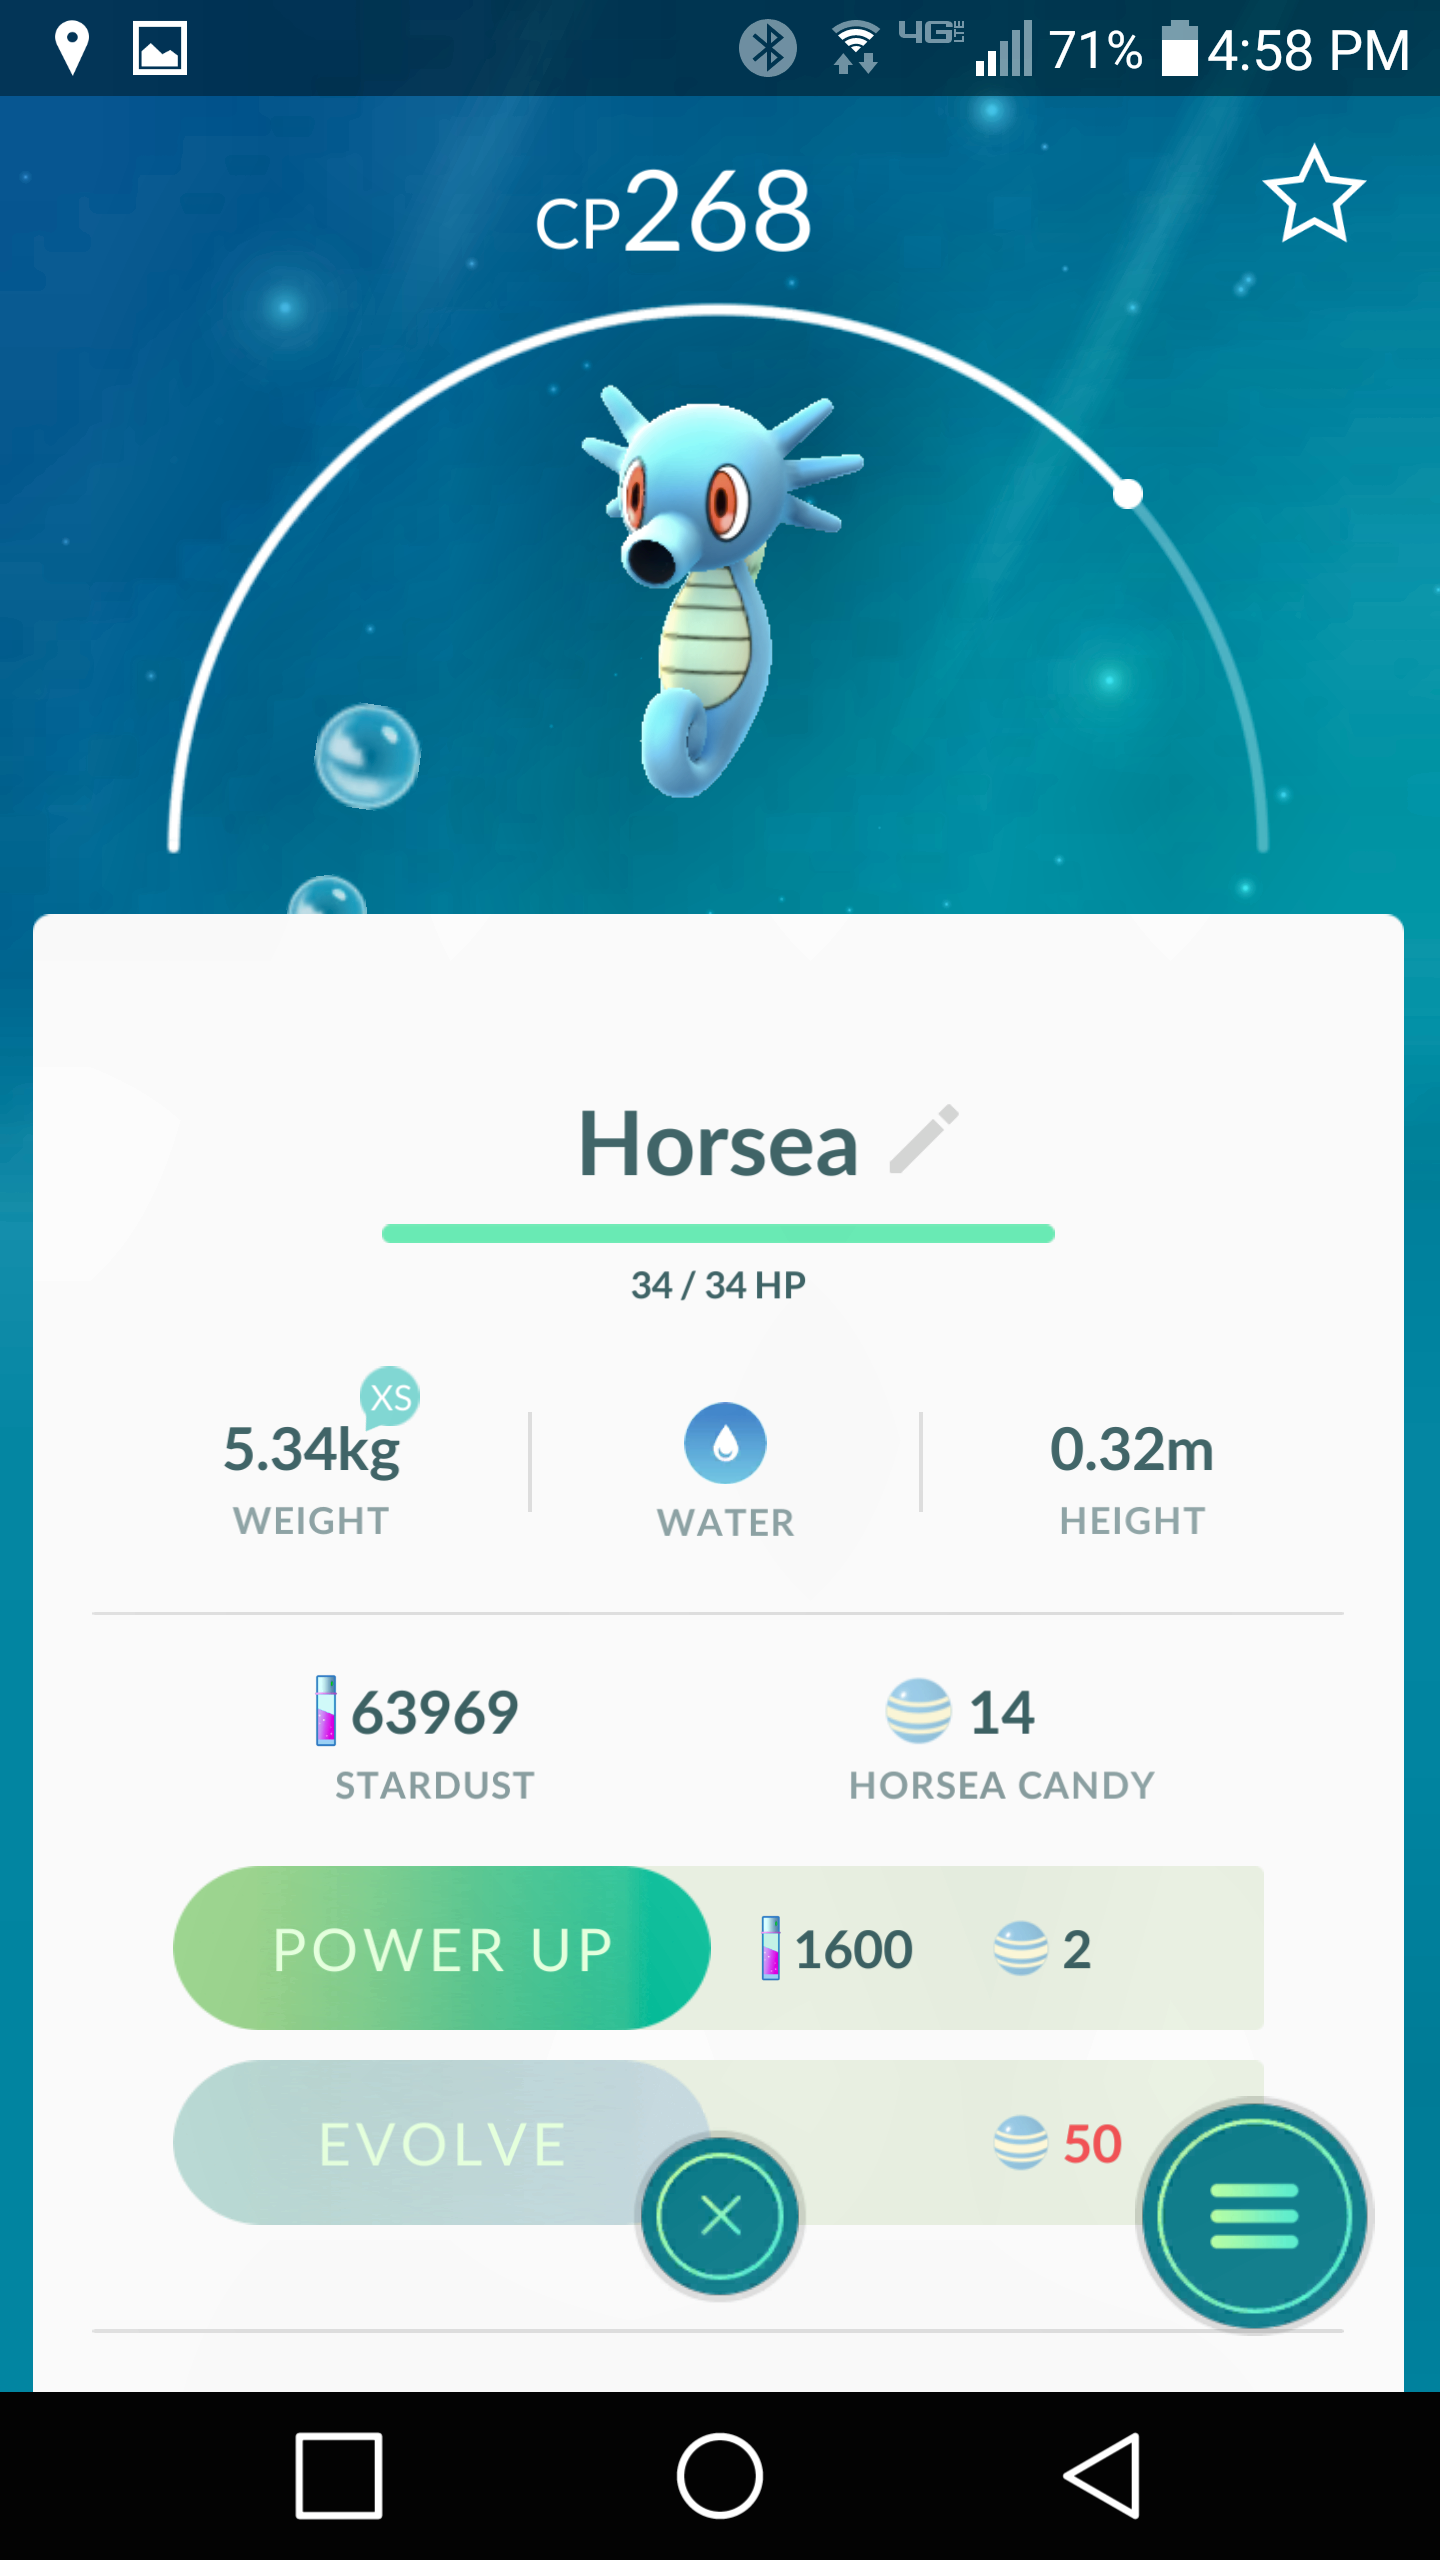 4G LTE 71% 4:58 PM
CP268
Horsea
34 / 34 HP
XS
5.34kg
WEIGHT
WATER
0.32m
HEIGHT
63969
STARDUST
14
HORSEA CANDY
POWER UP 1600 2
EVOLVE 50